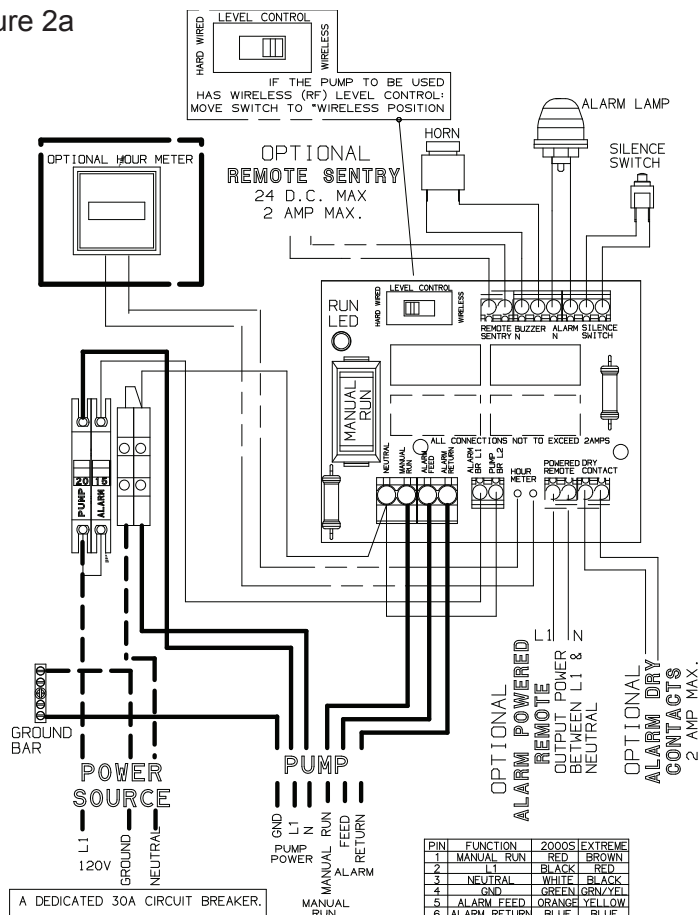 ure 2a
LEVEL CONTROL
HARD WIRED
WIRELESS
IF THE PUMP TO BE USED
HAS WIRELESS (RF) LEVEL CONTROL:
MOVE SWITCH TO "WIRELESS POSITION
OPTIONAL HOUR METER
OPTIONAL
REMOTE SENTRY
24 D.C. MAX
2 AMP MAX.
HORN
ALARM LAMP
SILENCE
SWITCH
RUN
LED
HARD WIRED
LEVEL CONTROL
WIRELESS
REMOTE
SENTRY
BUZZER
N
ALARM
N
SILENCE
SWITCH
MANUAL
RUN
ALL CONNECTIONS NOT TO EXCEED 2AMPS
NEUTRAL
MANUAL
RUN
ALARM
FEED
ALARM
RETURN
ALARM
BR L1
PUMP
BR L2
HOUR
METER
POWERED
REMOTE
DRY
CONTACT
20
15
PUMP
ALARM
GROUND
BAR
POWER
SOURCE
L1
120V
GROUND
NEUTRAL
PUMP
GND
L1
N
PUMP
POWER
MANUAL RUN
MANUAL
RUN
FEED
RETURN
ALARM
L1
N
OPTIONAL
ALARM POWERED
REMOTE
OUTPUT POWER
BETWEEN L1 &
NEUTRAL
OPTIONAL
ALARM DRY
CONTACTS
2 AMP MAX.
PIN FUNCTION 2000S EXTREME
1 MANUAL RUN RED BROWN
2 L1 BLACK RED
3 NEUTRAL WHITE BLACK
4 GND GREEN GRN/YEL
5 ALARM FEED ORANGE YELLOW
6 ALARM RETURN BLUE BLUE
A DEDICATED 30A CIRCUIT BREAKER.